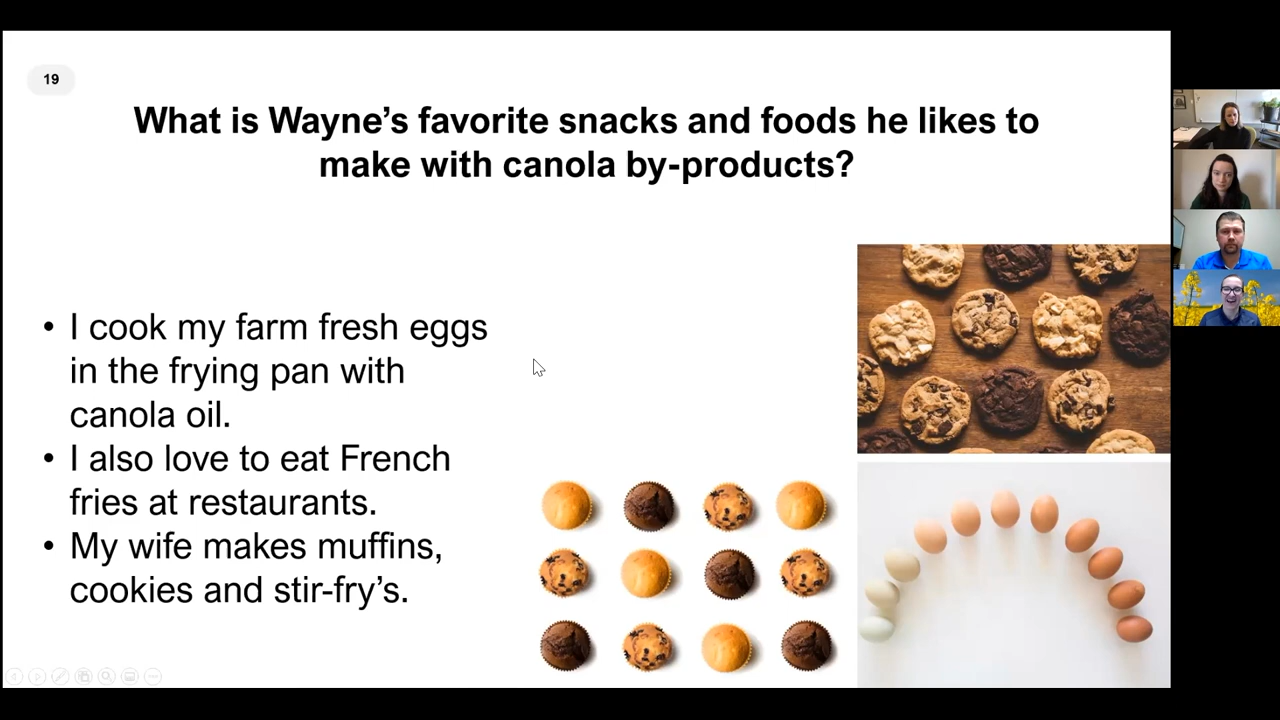 19
What is Wayne’s favorite snacks and foods he likes to
make with canola by-products?
• I cook my farm fresh eggs
in the frying pan with
canola oil.
• I also love to eat French
fries at restaurants.
• My wife makes muffins,
cookies and stir-fry’s.